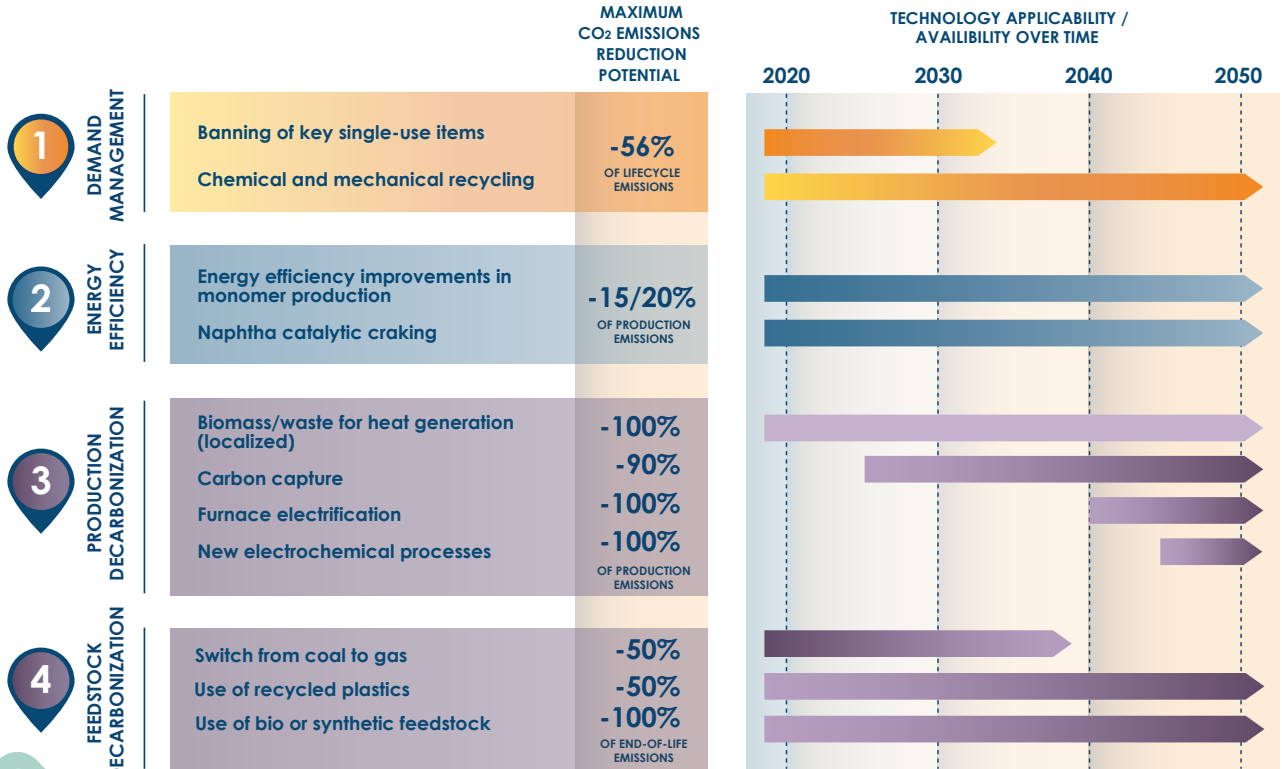 MAXIMUM
CO2 EMISSIONS
REDUCTION
POTENTIAL
TECHNOLOGY APPLICABILITY /
AVAILIBILITY OVER TIME
2020
2030
2040
2050
1
DEMAND
MANAGEMENT
Banning of key single-use items
Chemical and mechanical recycling
-56%
OF LIFECYCLE
EMISSIONS
2
ENERGY
EFFICIENCY
Energy efficiency improvements in
monomer production
Naphtha catalytic craking
-15/20%
OF PRODUCTION
EMISSIONS
3
PRODUCTION
DECARBONIZATION
Biomass/waste for heat generation
(localized)
-100%
Carbon capture
-90%
Furnace electrification
-100%
New electrochemical processes
-100%
OF PRODUCTION
EMISSIONS
4
FEEDSTOCK
ECARBONIZATION
Switch from coal to gas
-50%
Use of recycled plastics
-50%
Use of bio or synthetic feedstock
-100%
OF END-OF-LIFE
EMISSIONS